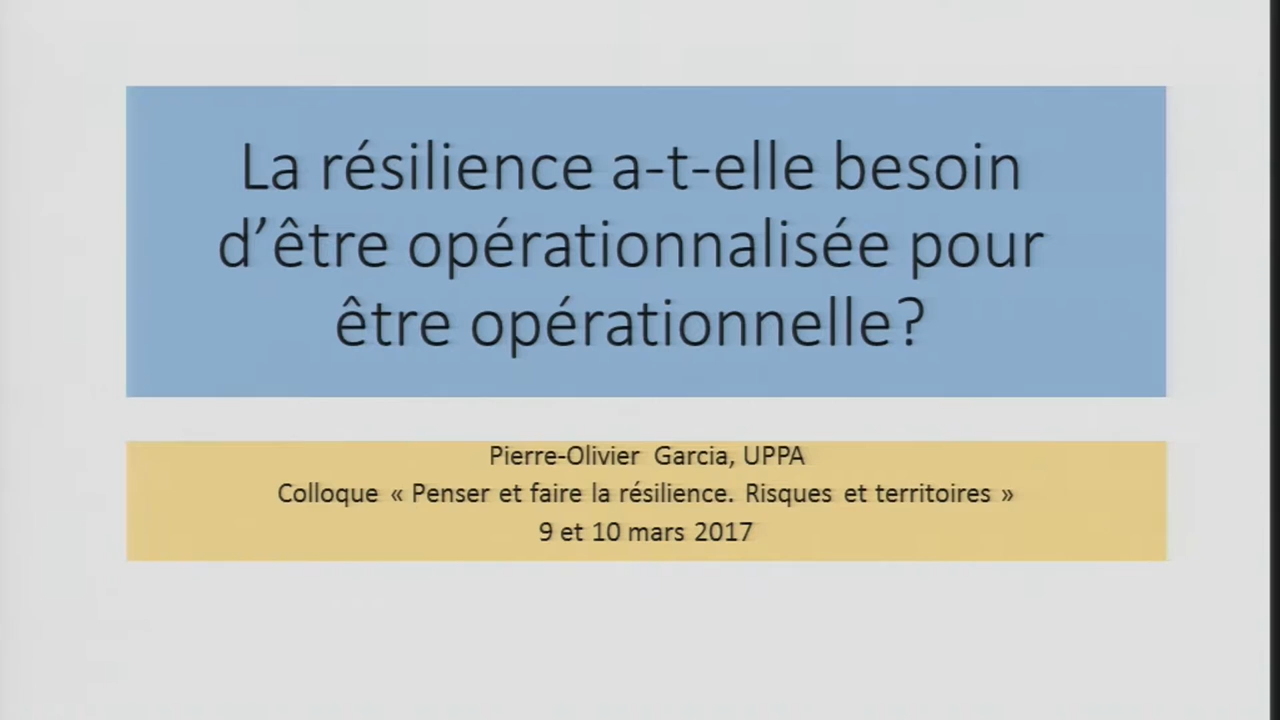 La résilience a-t-elle besoin
d’être opérationnalisée pour
être opérationnelle?
Pierre-Olivier Garcia, UPPA
Colloque « Penser et faire la résilience. Risques et territoires »
9 et 10 mars 2017